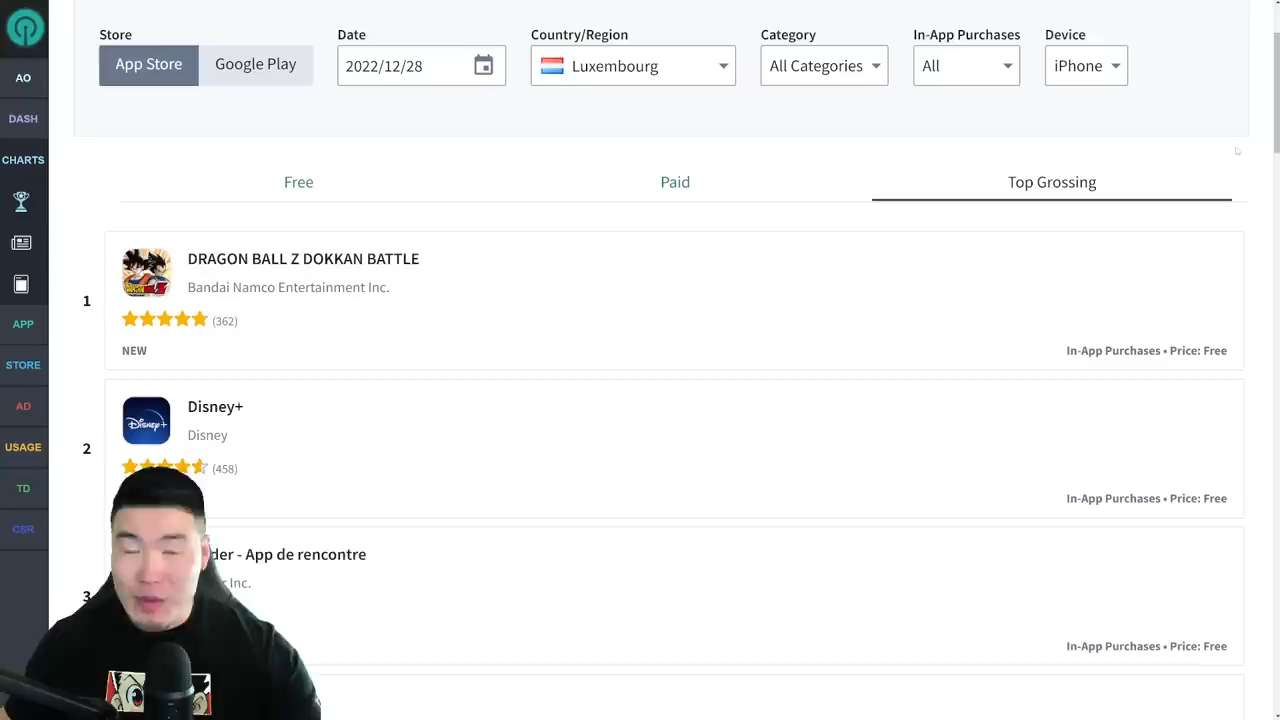 Store
Date
Country/Region
Category
In-App Purchases
Device
App Store
Google Play
2022/12/28
Luxembourg
All Categories
All
iPhone
AO
DASH
CHARTS
APP
STORE
AD
USAGE
TD
CSR
Free
Paid
Top Grossing
1
DRAGON BALL Z DOKKAN BATTLE
Bandai Namco Entertainment Inc.
(362)
NEW
In-App Purchases • Price: Free
2
Disney+
Disney+
Disney
(458)
In-App Purchases • Price: Free
3
der - App de rencontre
Inc.
In-App Purchases • Price: Free